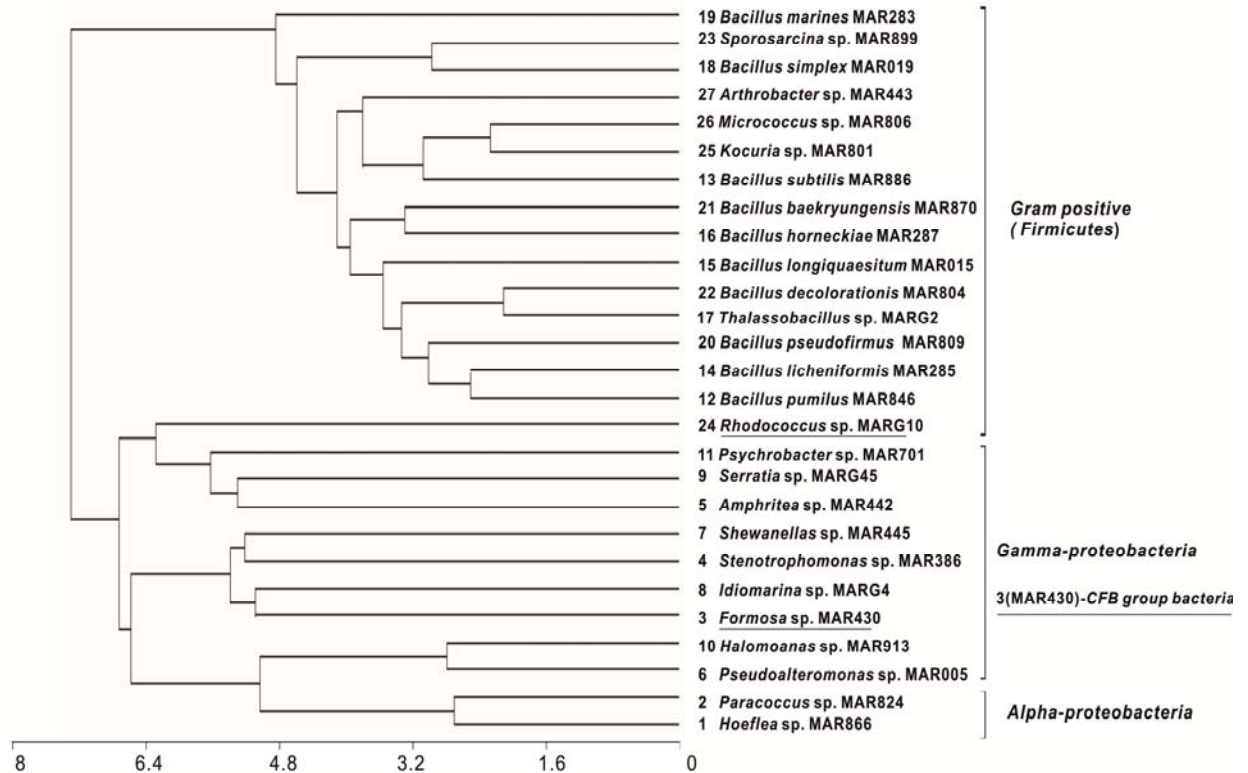 19 Bacillus marines MAR283
23 Sporosarcina sp. MAR899
18 Bacillus simplex MAR019
27 Arthrobacter sp. MAR443
26 Micrococcus sp. MAR806
25 Kocuria sp. MAR801
13 Bacillus subtilis MAR886
21 Bacillus baekryungensis MAR870
16 Bacillus horneckiae MAR287
15 Bacillus longiquaesitum MAR015
22 Bacillus decolorationis MAR804
17 Thalassobacillus sp. MARG2
20 Bacillus pseudofirmus MAR809
14 Bacillus licheniformis MAR285
12 Bacillus pumilus MAR846
24 Rhodococcus sp. MARG10
11 Psychrobacter sp. MAR701
9 Serratia sp. MARG45
5 Amphritea sp. MAR442
7 Shewanellas sp. MAR445
4 Stenotrophomonas sp. MAR386
8 Idiomarina sp. MARG4
3 Formosa sp. MAR430
10 Halomoanas sp. MAR913
6 Pseudoalteromonas sp. MAR005
2 Paracoccus sp. MAR824
1 Hoeflea sp. MAR866
Gram positive
( Firmicutes)
Gamma-proteobacteria
3(MAR430)-CFB group bacteria
Alpha-proteobacteria
8 6.4 4.8 3.2 1.6 0